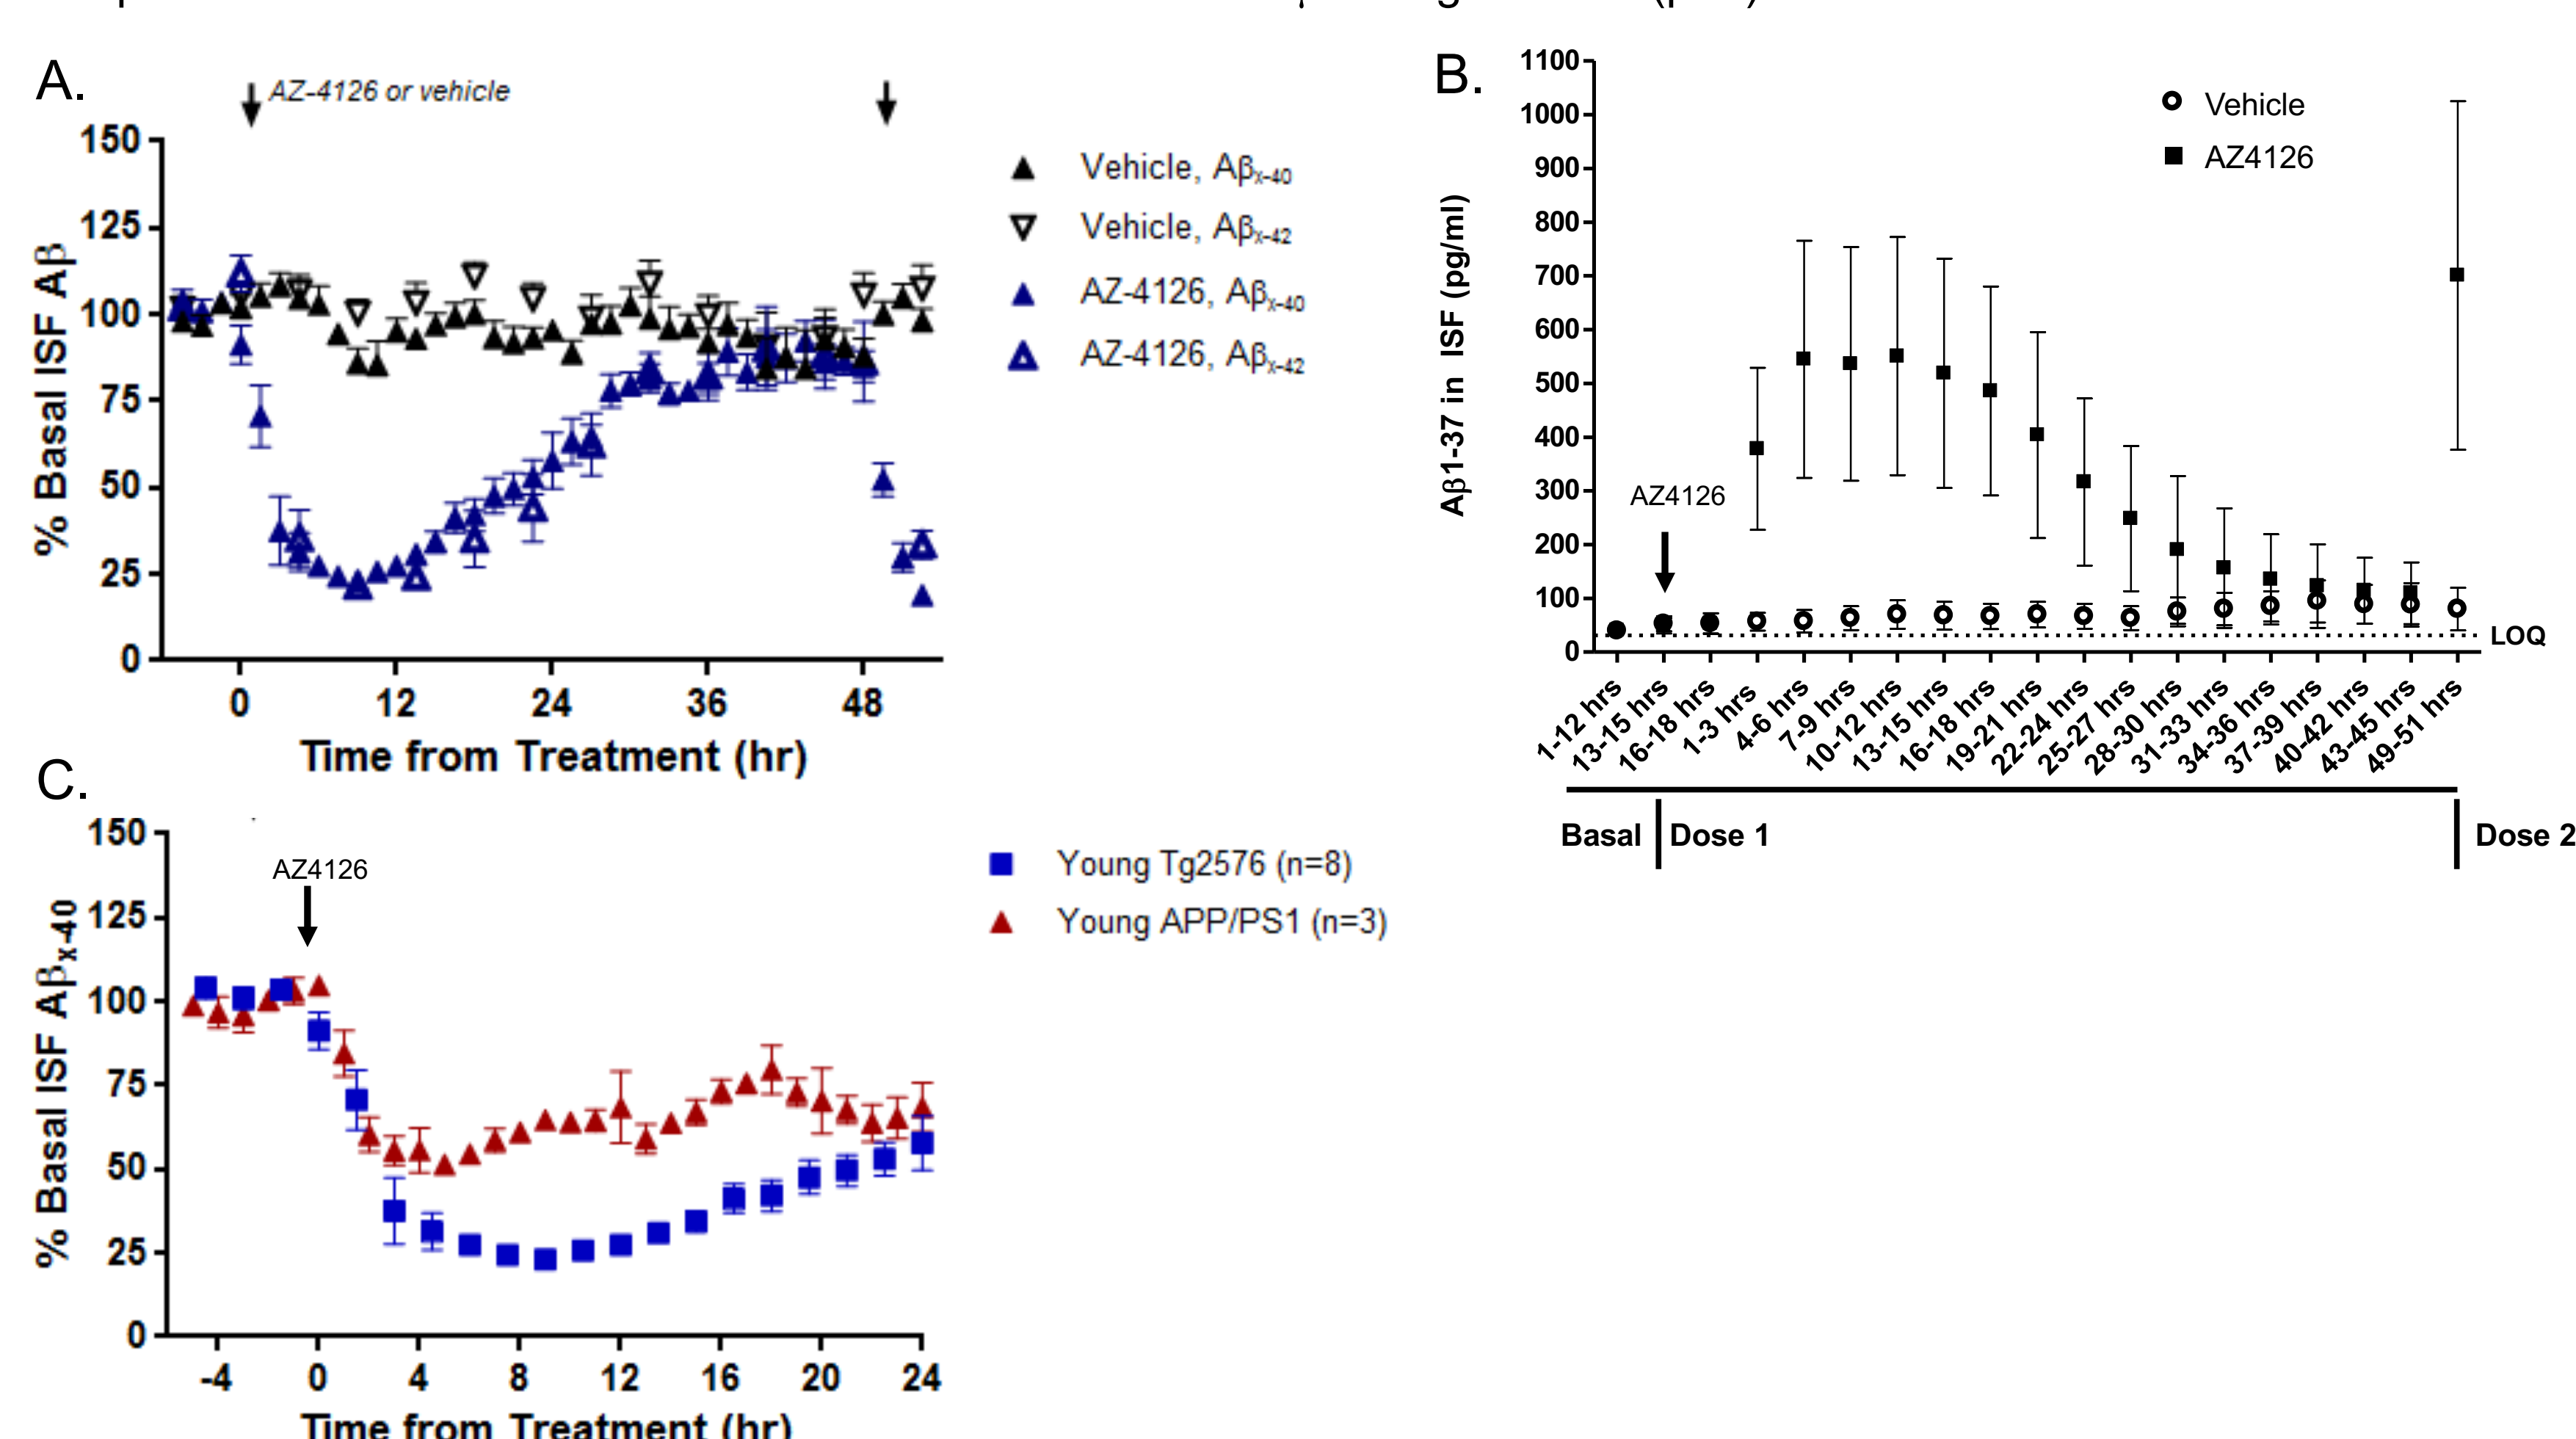 A.
AZ-4126 or vehicle
150
125
100
75
50
25
0
% Basal ISF Aβ
0 12 24 36 48
Time from Treatment (hr)
Vehicle, Aβx-40
Vehicle, Aβx-42
AZ-4126, Aβx-40
AZ-4126, Aβx-42
B.
1100
1000
900
800
700
600
500
400
300
200
100
0
Aβ1-37 in ISF (pg/ml)
Vehicle
AZ4126
AZ4126
LOQ
1-12 hrs
13-15 hrs
16-18 hrs
1-3 hrs
4-6 hrs
7-9 hrs
10-12 hrs
13-15 hrs
16-18 hrs
19-21 hrs
22-24 hrs
25-27 hrs
28-30 hrs
31-33 hrs
34-36 hrs
37-39 hrs
40-42 hrs
43-45 hrs
49-51 hrs
Basal Dose 1 Dose 2
C.
150
125
100
75
50
25
0
% Basal ISF Aβx-40
AZ4126
Young Tg2576 (n=8)
Young APP/PS1 (n=3)
-4 0 4 8 12 16 20 24
Time from Treatment (hr)